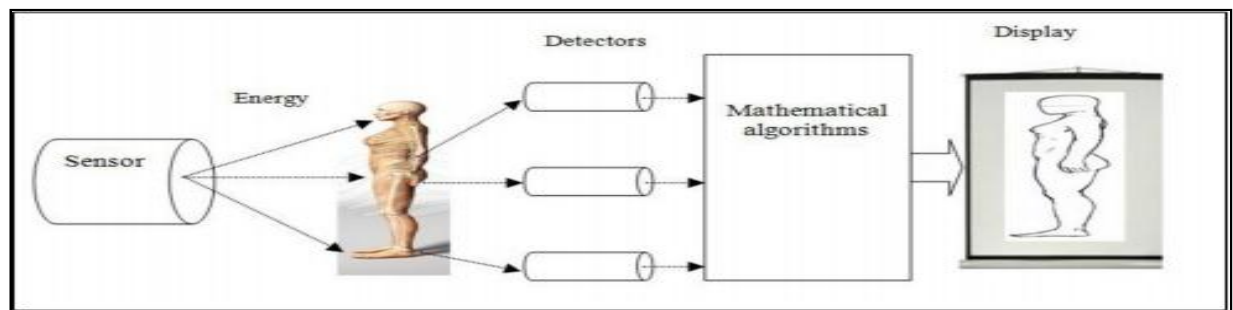 Display
Detectors
Energy
Mathematical
algorithms
Sensor